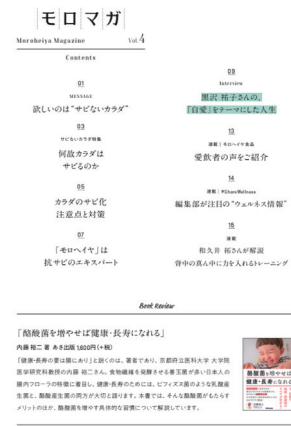 モロマガ
Moroheiya Magazine Vol.4
Contents
01
MESSAGE
欲しいのは“サビないカラダ”
03
サビないカラダ特集
何故カラダは
サビるのか
05
カラダのサビ化
注意点と対策
07
「モロヘイヤ」は
抗サビのエキスパート
09
Interview
黒沢 祐子さんの、
「自愛」をテーマにした人生
13
連載｜モロヘイヤ食品
愛飲者の声をご紹介
14
連載｜#ShareWellness
編集部が注目の“ウェルネス情報”
15
連載
和久井 拓さんが解説
背中の真ん中に力を入れるトレーニング
Book Review
「酪酸菌を増やせば健康・長寿になれる」
内藤 裕二 著 あさ出版 1,600円（+税）
「健康・長寿の要は腸にあり」と説くのは、著者であり、京都府立医科大学 大学院
医学研究科教授の内藤 裕二さん。食物繊維を発酵させる善玉菌が多い日本人の
腸内フローラの特徴に着目し、健康・長寿のためには、ビフィズス菌のような乳酸産
生菌と、酪酸産生菌の両方が大切と語ります。本書では、そんな酪酸菌がもたらす
メリットのほか、酪酸菌を増やす具体的な習慣について解説しています。
酪酸菌を増やせば
健康・長寿になれる